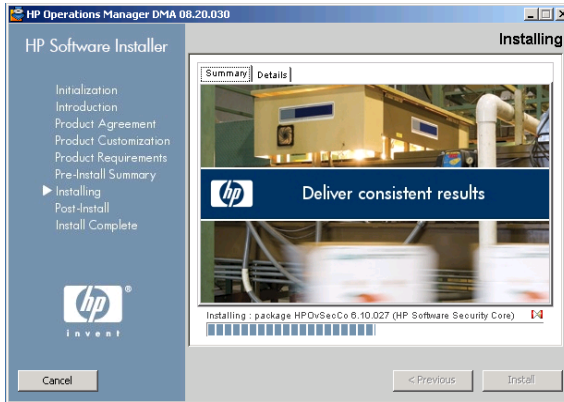 HP Operations Manager DMA 08.20.030
HP Software Installer
Installing
Initialization
Introduction
Product Agreement
Product Customization
Product Requirements
Pre-Install Summary
Installing
Post-Install
Install Complete
Summary
Details
hp
Deliver consistent results
Installing : package HPOvSecCo 6.10.027 (HP Software Security Core)
hp
®
invent
Cancel
< Previous
Install